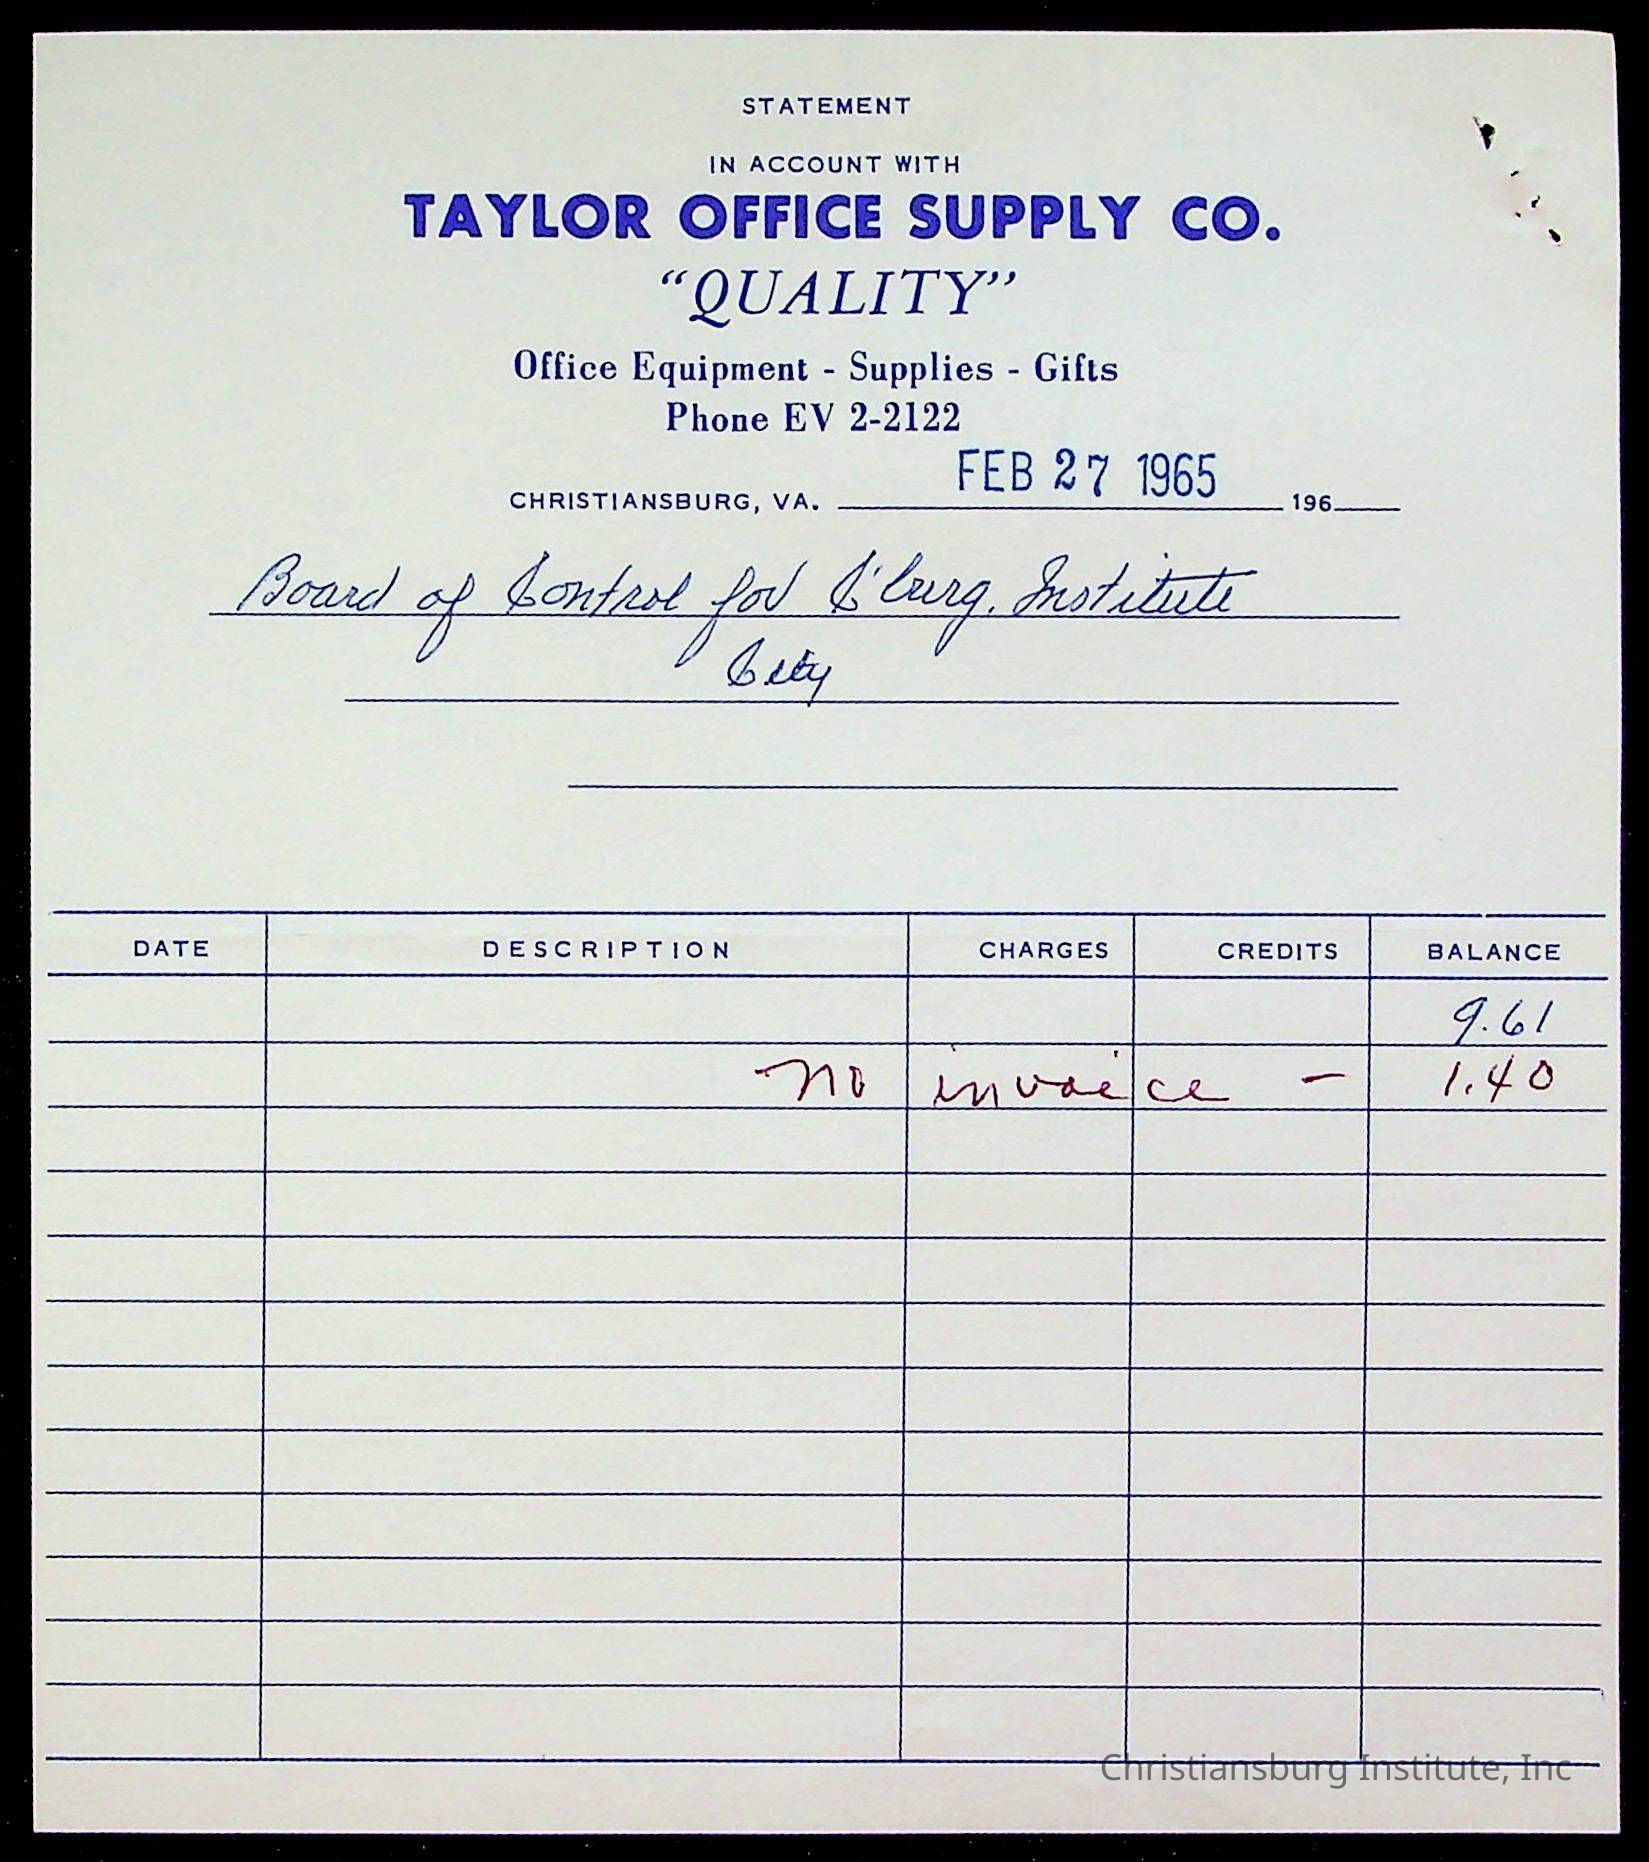 STATEMENT
IN ACCOUNT WITH
TAYLOR OFFICE SUPPLY CO.
"QUALITY"
Office Equipment - Supplies - Gifts
Phone EV 2-2122
FEB 27 1965
CHRISTIANSBURG, VA. 196
Board of Control for C'burg. Institute
City
DATE DESCRIPTION CHARGES CREDITS BALANCE
9.61
no invoice - 1.40
Christiansburg Institute, Inc